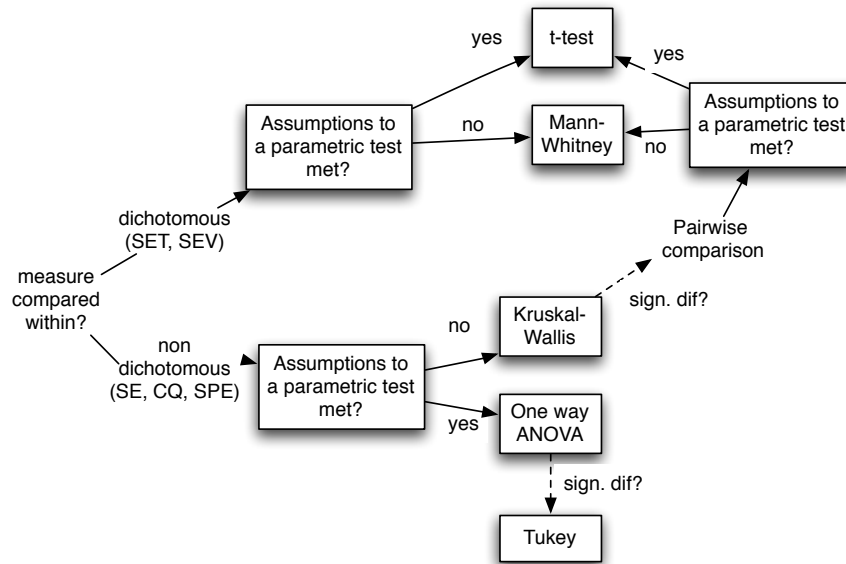 yes
t-test
yes
Assumptions to
a parametric test
met?
no
Mann-
Whitney
no
Assumptions to
a parametric test
met?
dichotomous
(SET, SEV)
Pairwise
comparison
measure
compared
within?
sign. dif?
non
dichotomous
(SE, CQ, SPE)
Assumptions to
a parametric test
met?
no
Kruskal-
Wallis
yes
One way
ANOVA
sign. dif?
Tukey